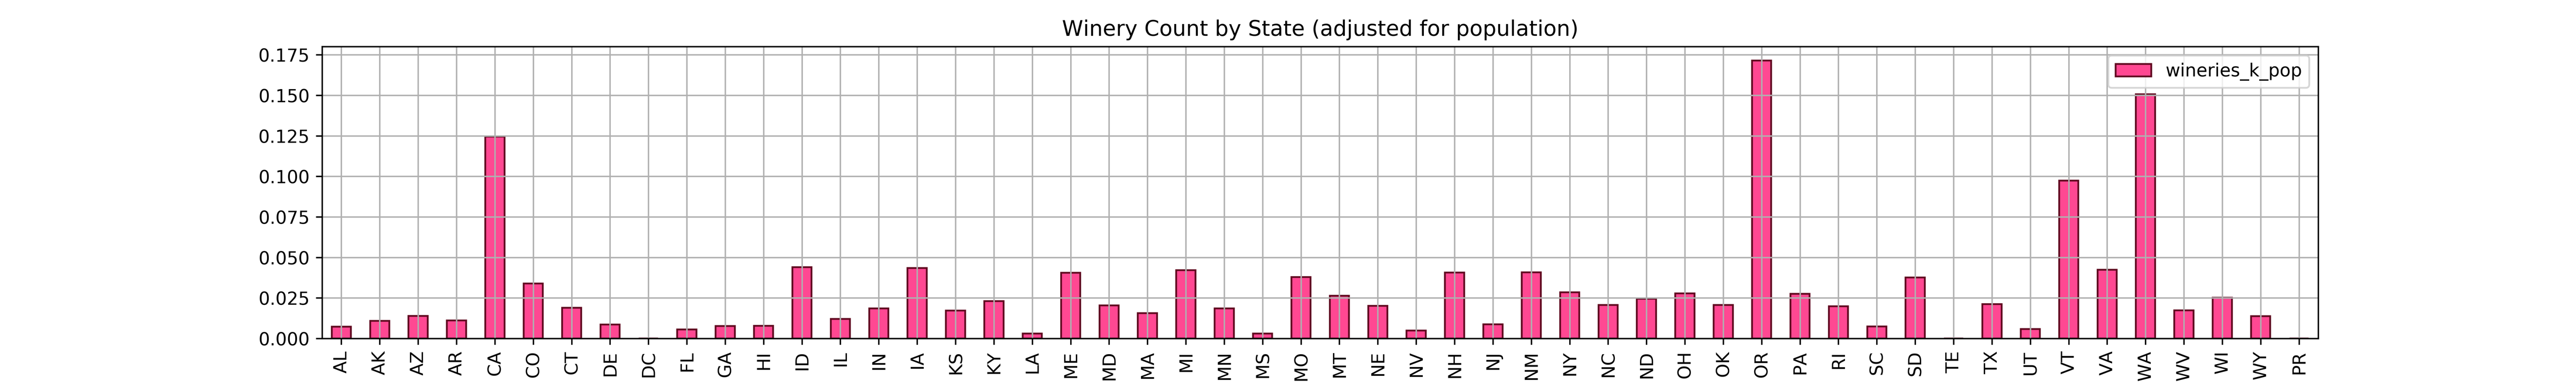 Winery Count by State (adjusted for population)
0.175
0.150
0.125
0.100
0.075
0.050
0.025
0.000
wineries_k_pop
AL AK AZ AR CA CO CT DE DC FL GA HI ID IL IN IA KS KY LA ME MD MA MI MN MS MO MT NE NV NH NJ NM NY NC ND OH OK OR PA RI SC SD TE TX UT VT VA WA WV WI WY PR